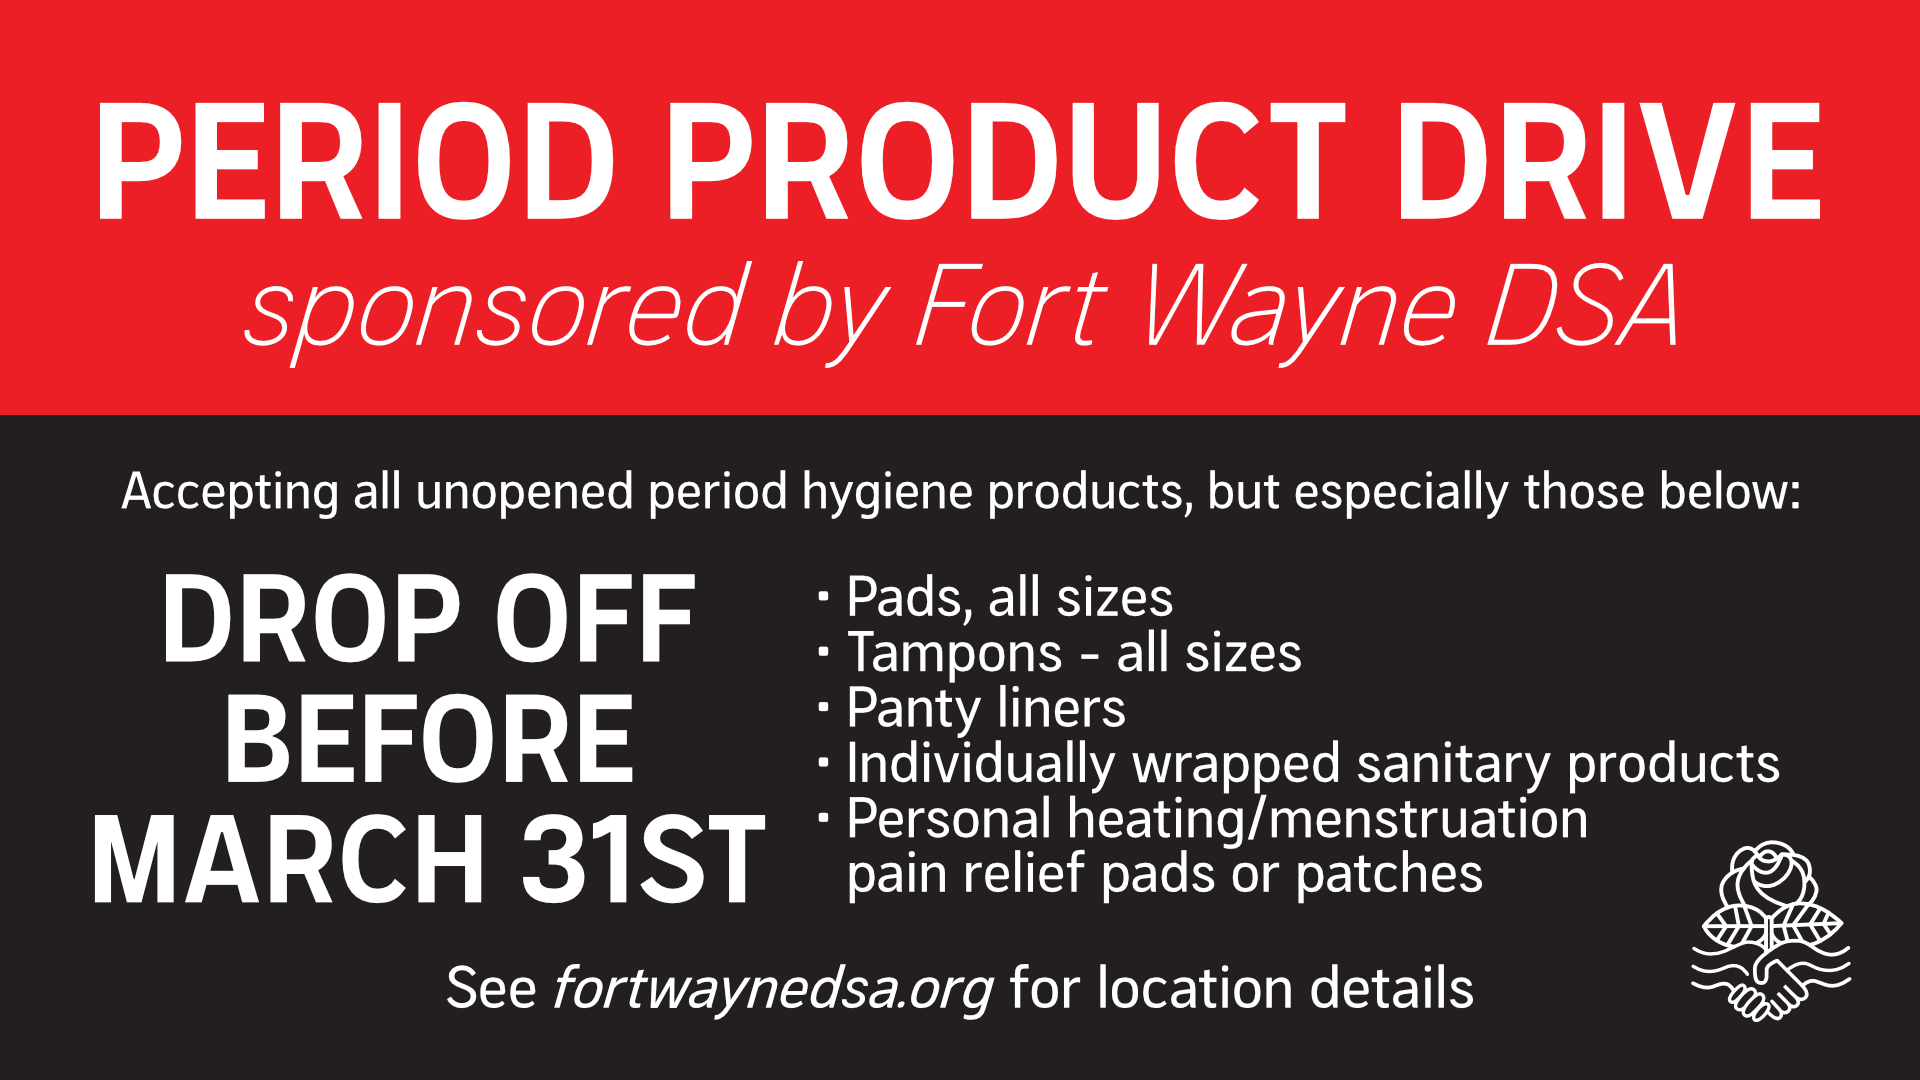 PERIOD PRODUCT DRIVE
sponsored by Fort Wayne DSA
Accepting all unopened period hygiene products, but especially those below:
DROP OFF
BEFORE
MARCH 31ST
· Pads, all sizes
· Tampons - all sizes
· Panty liners
· Individually wrapped sanitary products
· Personal heating/menstruation
pain relief pads or patches
See fortwaynedsa.org for location details